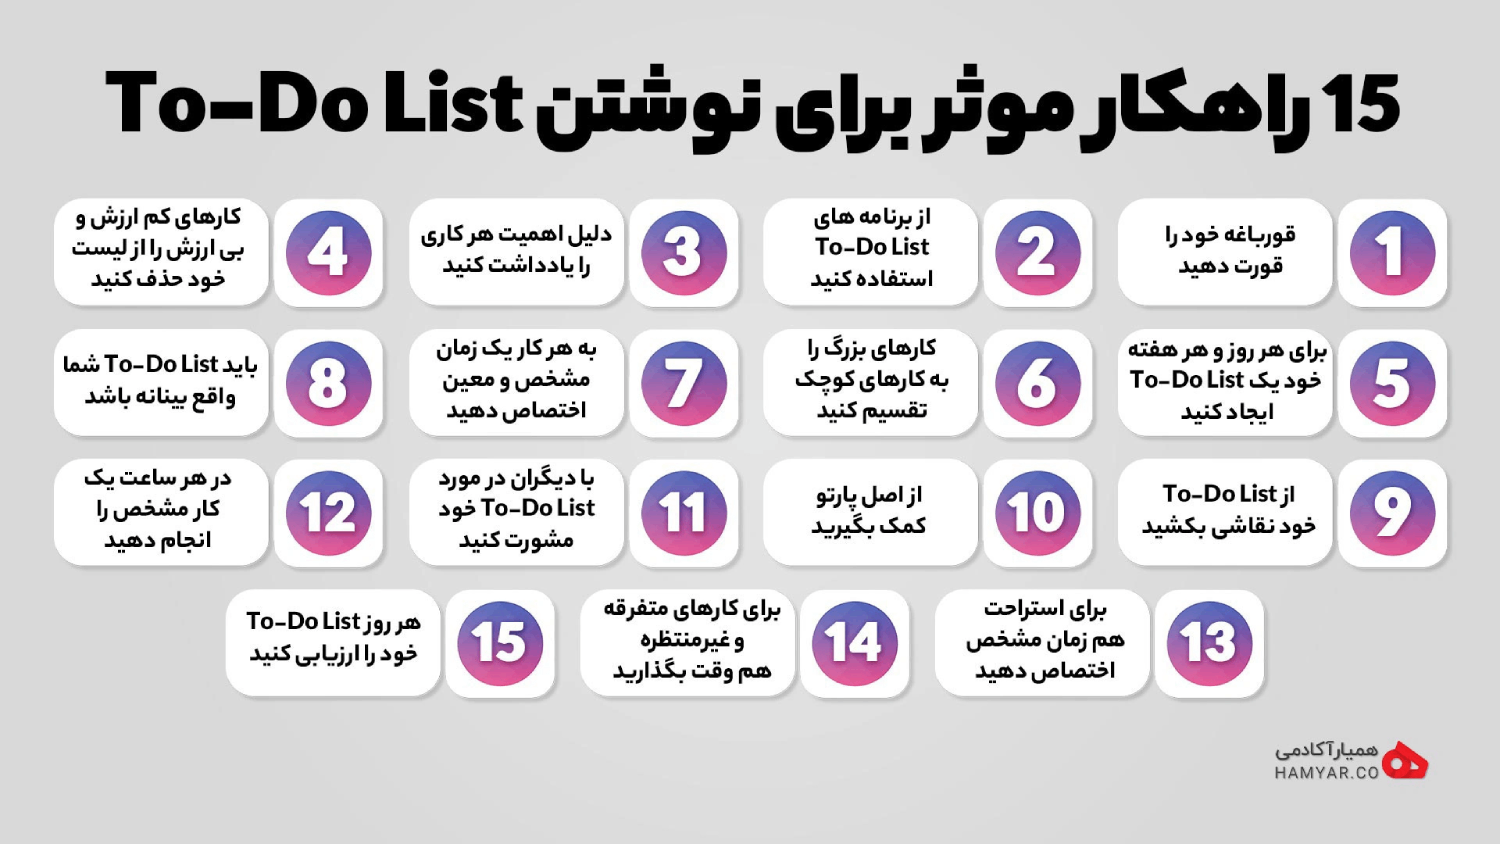 15 راهکار موثر برای نوشتن To-Do List
1
قورباغه خود را
قورت دهید
2
از برنامه های
To-Do List
استفاده کنید
3
دلیل اهمیت هر کاری
را یادداشت کنید
4
کارهای کم ارزش و
بی ارزش را از لیست
خود حذف کنید
5
برای هر روز و هر هفته
خود یک To-Do List
ایجاد کنید
6
کارهای بزرگ را
به کارهای کوچک
تقسیم کنید
7
به هر کار یک زمان
مشخص و معین
اختصاص دهید
8
باید To-Do List شما
واقع بینانه باشد
9
از To-Do List
خود نقاشی بکشید
10
از اصل پارتو
کمک بگیرید
11
با دیگران در مورد
To-Do List خود
مشورت کنید
12
در هر ساعت یک
کار مشخص را
انجام دهید
13
برای استراحت
هم زمان مشخص
اختصاص دهید
14
برای کارهای متفرقه
و غیرمنتظره
هم وقت بگذارید
15
هر روز To-Do List
خود را ارزیابی کنید
همیارآکادمی
HAMYAR.CO